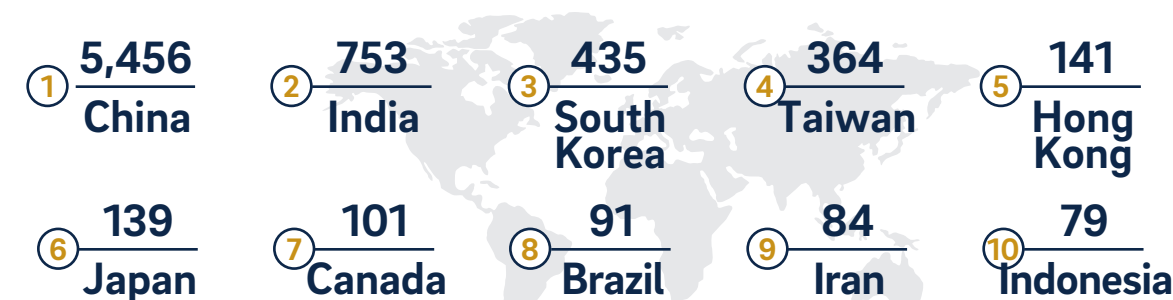 1
5,456
China
2
753
India
3
435
South
Korea
4
364
Taiwan
5
141
Hong
Kong
6
139
Japan
7
101
Canada
8
91
Brazil
9
84
Iran
10
79
Indonesia